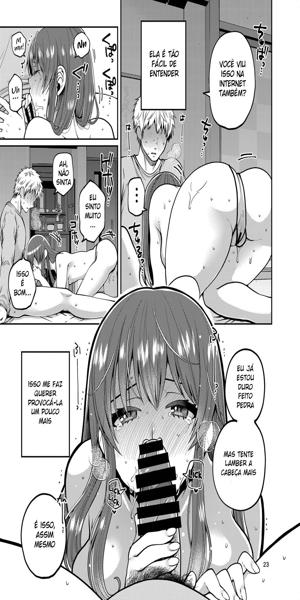 VOCÊ VIU
ISSO NA
INTERNET
TAMBÉM?
ELA É TÃO
FÁCIL DE
ENTENDER
EU
SINTO
MUITO
...
AH,
NÃO
SINTA
ISSO
É
BOM...
EU JÁ
ESTOU
DURO
FEITO
PEDRA
MAS TENTE
LAMBER A
CABEÇA MAIS
ISSO ME FAZ
QUERER
PROVOCÁ-LA
UM POUCO
MAIS
É ISSO,
ASSIM
MESMO
23